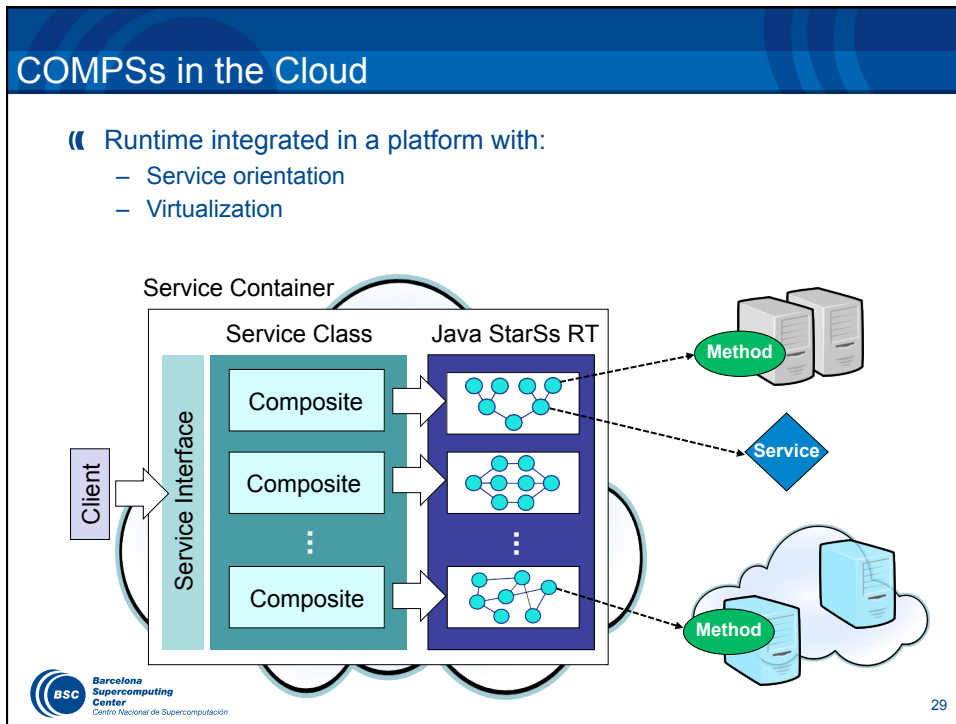 COMPSs in the Cloud
Runtime integrated in a platform with:
– Service orientation
– Virtualization
Service Container
Service Class
Java StarSs RT
Client
Service Interface
Composite
Composite
...
Composite
...
Method
Service
Method
BSC
Barcelona
Supercomputing
Center
Centro Nacional de Supercomputación
29